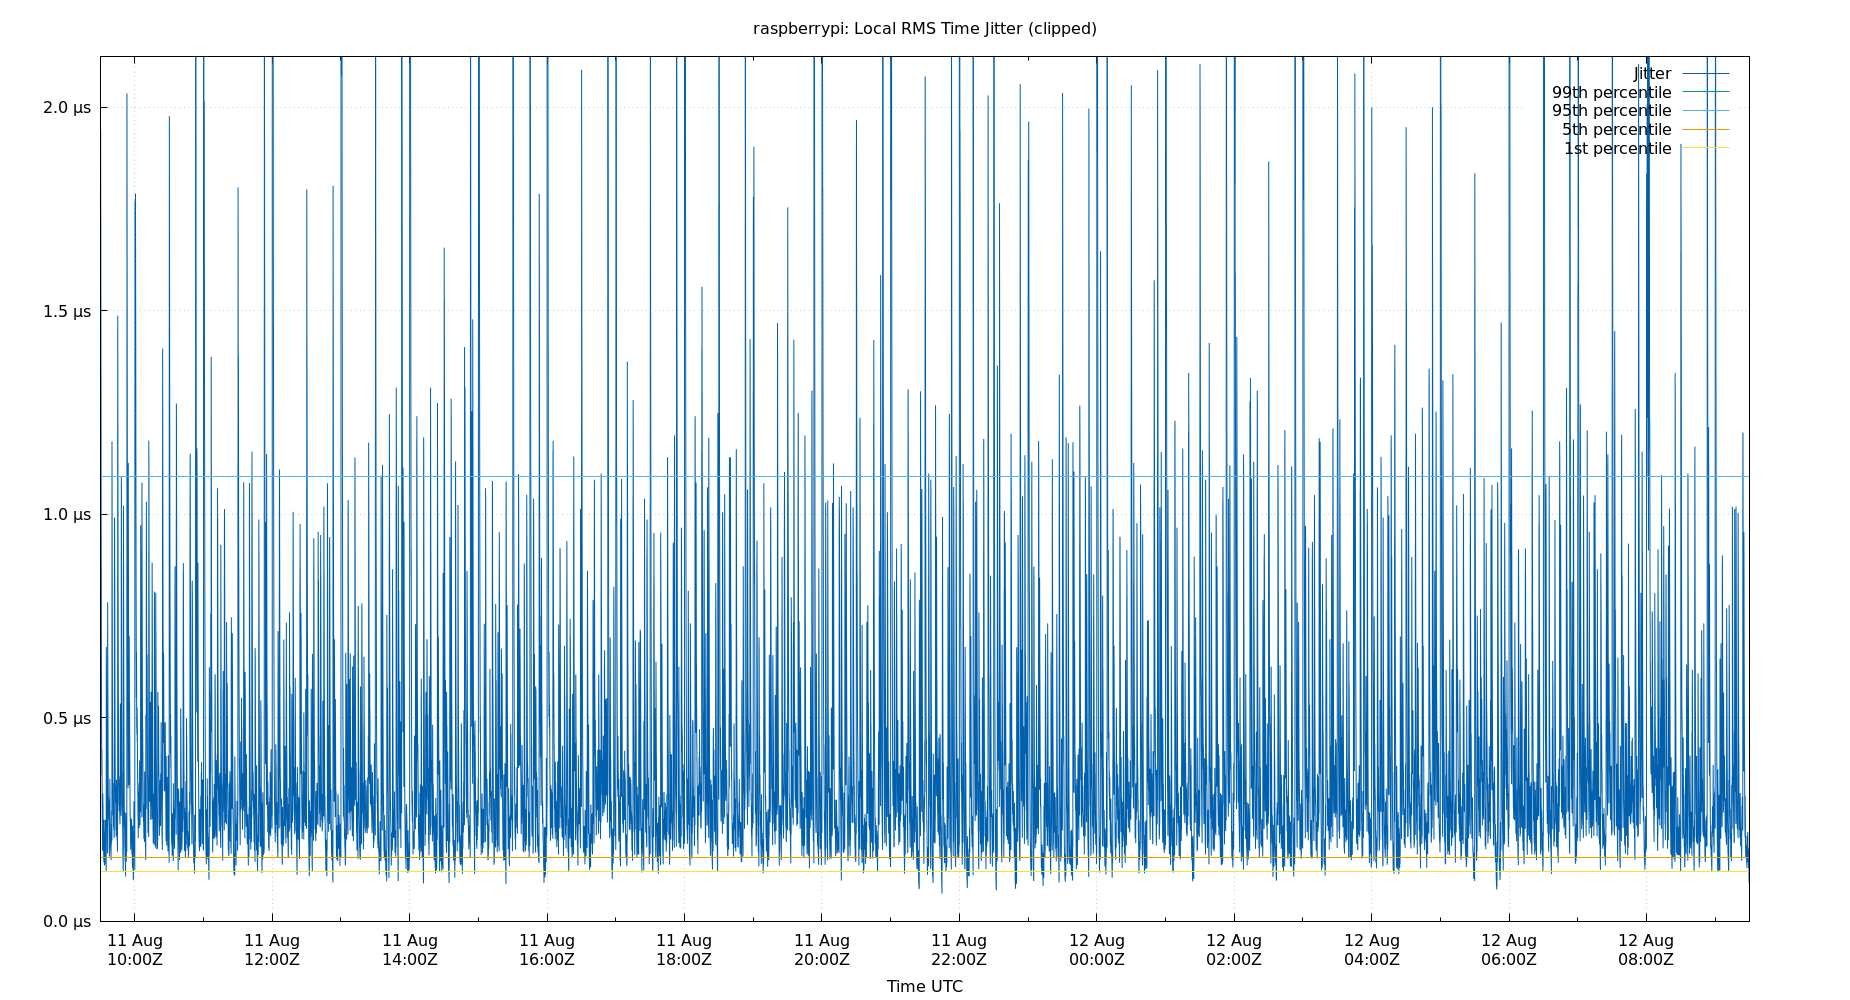 raspberrypi: Local RMS Time Jitter (clipped)
Jitter
99th percentile
95th percentile
5th percentile
1st percentile
2.0 µs
1.5 µs
1.0 µs
0.5 µs
0.0 µs
11 Aug 11 Aug 11 Aug 11 Aug 11 Aug 11 Aug 11 Aug 12 Aug 12 Aug 12 Aug 12 Aug 12 Aug
10:00Z 12:00Z 14:00Z 16:00Z 18:00Z 20:00Z 22:00Z 00:00Z 02:00Z 04:00Z 06:00Z 08:00Z
Time UTC